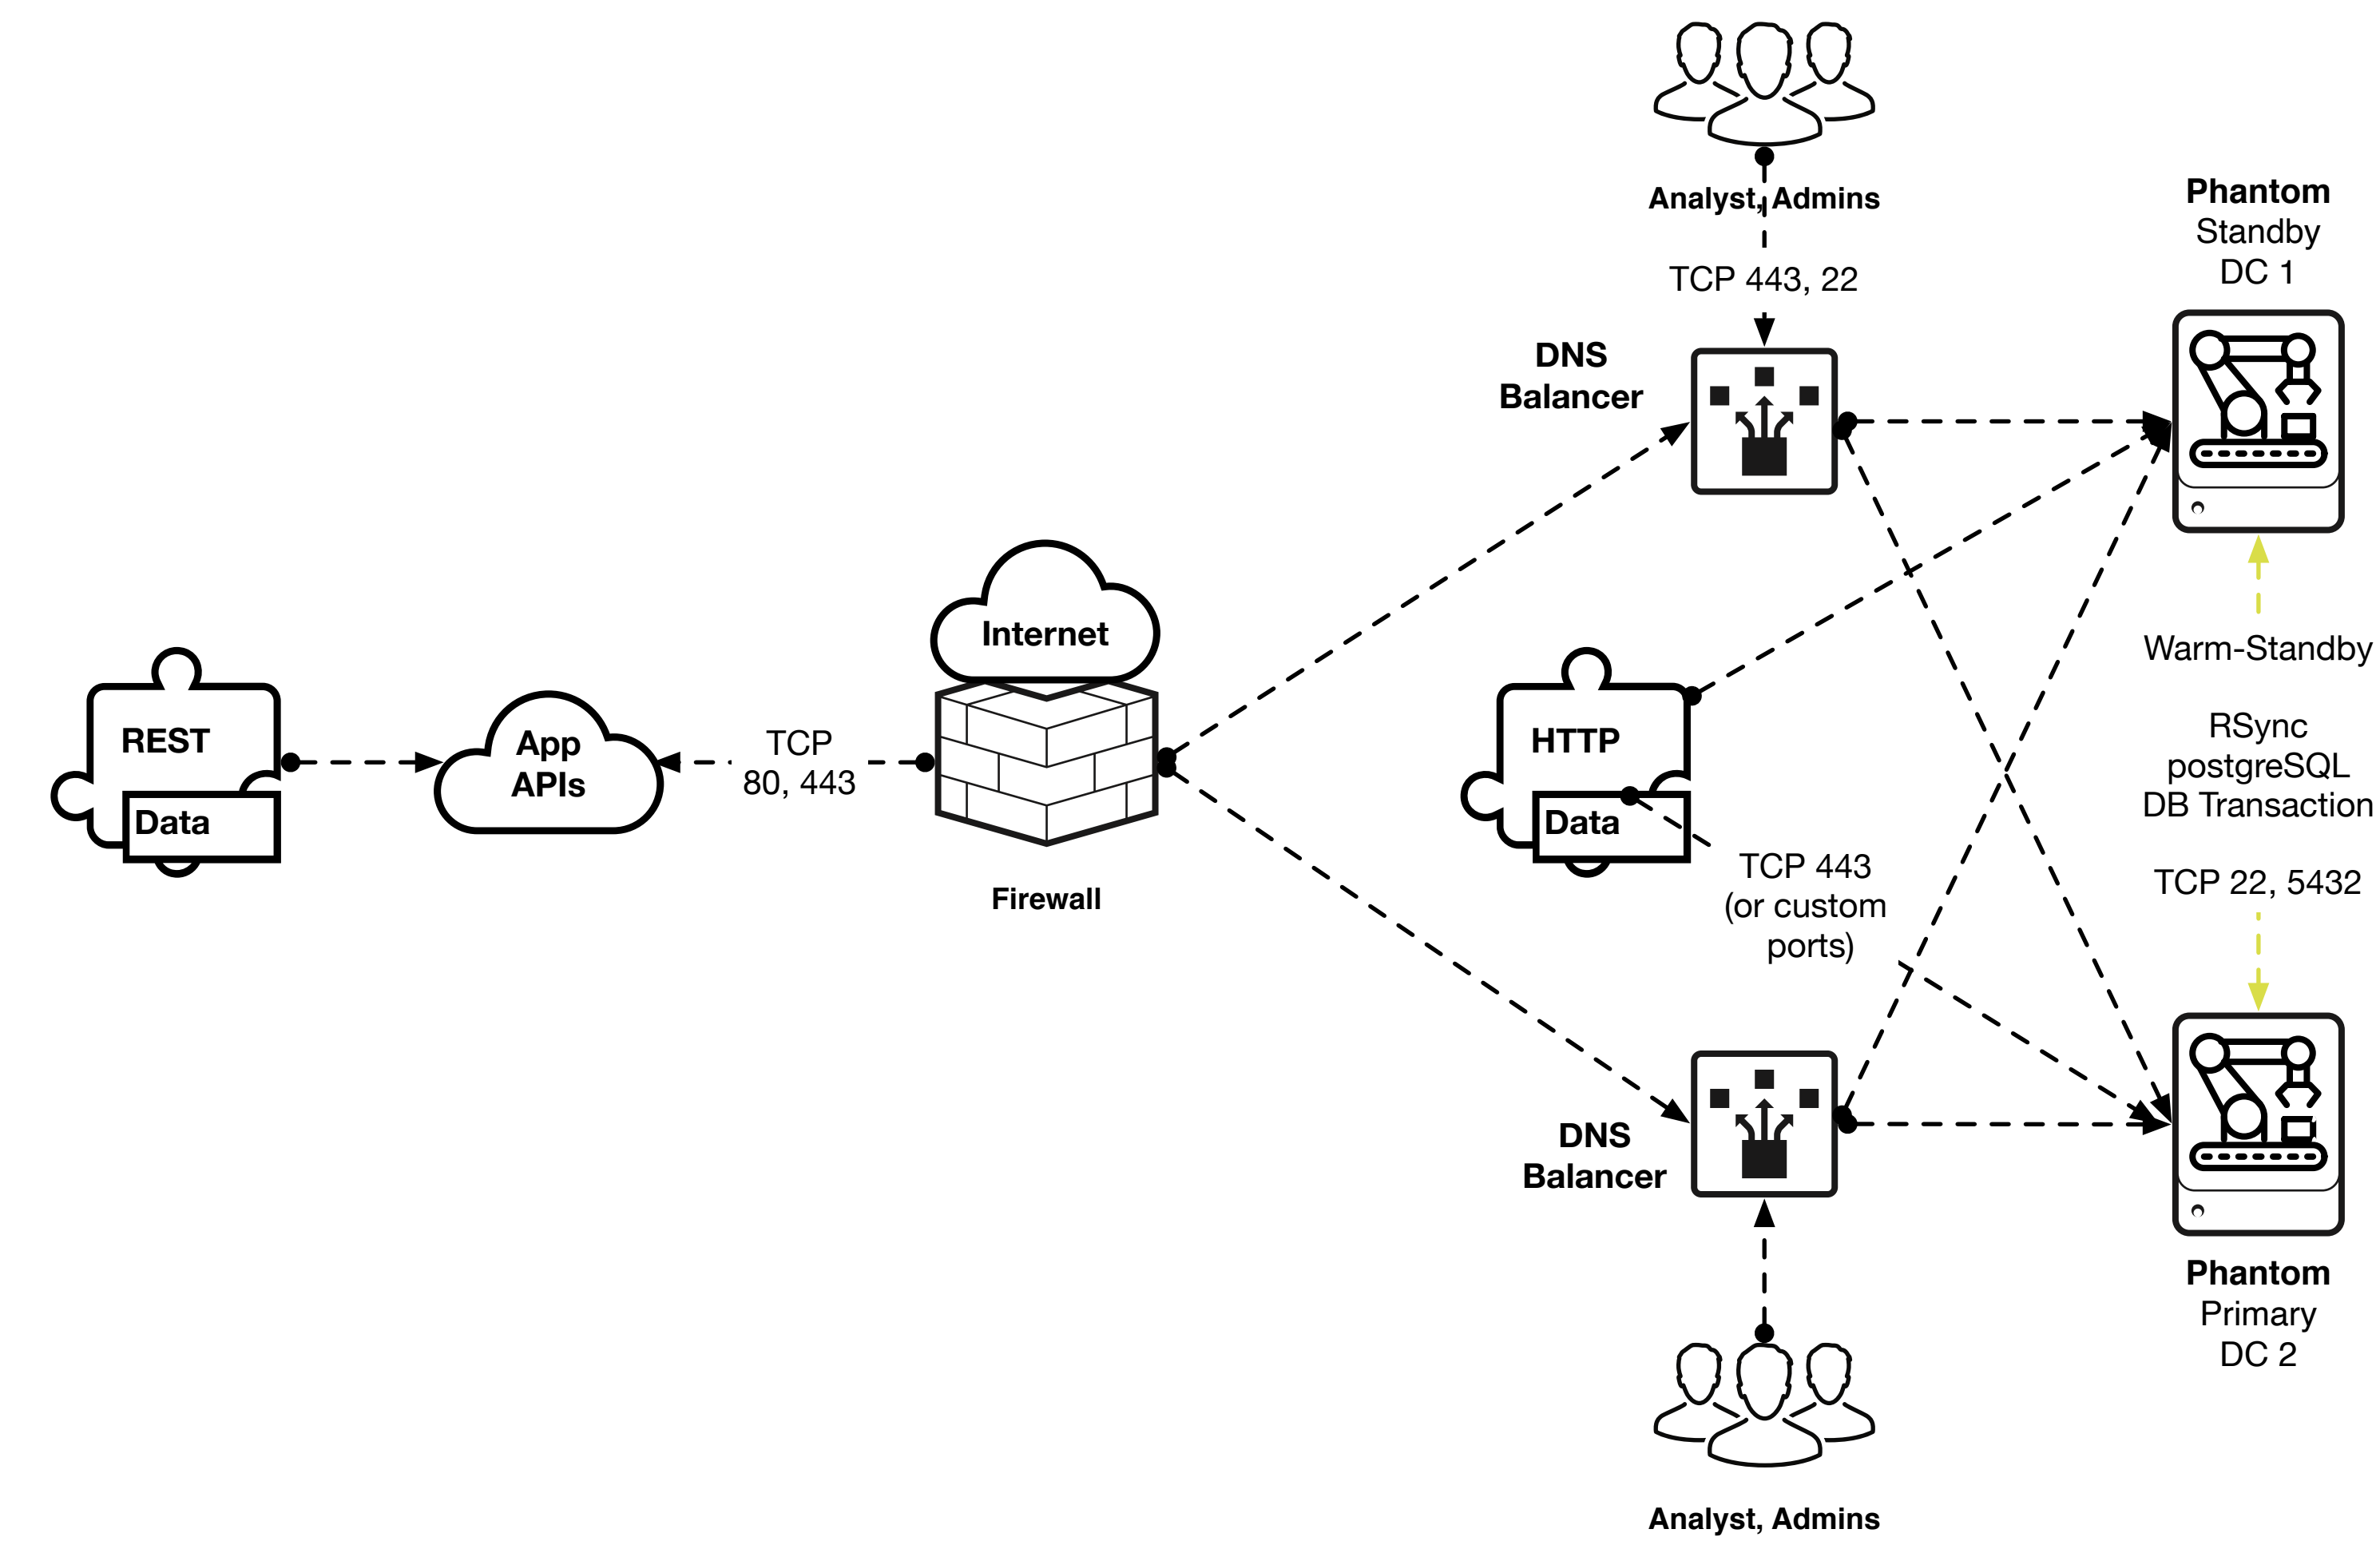 Analyst, Admins
TCP 443, 22
Phantom
Standby
DC 1
DNS
Balancer
Internet
Firewall
REST
Data
App
APIs
TCP
80, 443
HTTP
Data
TCP 443
(or custom
ports)
Warm-Standby
RSync
postgreSQL
DB Transaction
TCP 22, 5432
DNS
Balancer
Phantom
Primary
DC 2
Analyst, Admins